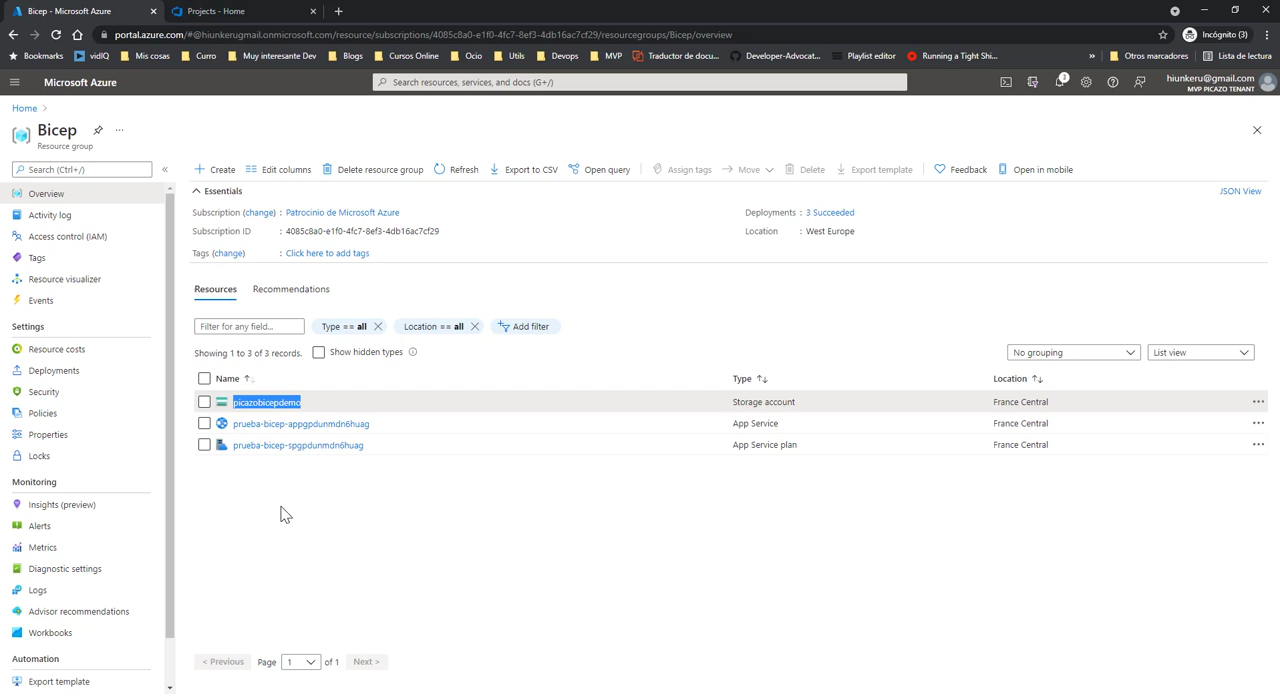 Bicep - Microsoft Azure
Projects - Home
portal.azure.com/#@hiunkerugmail.onmicrosoft.com/resource/subscriptions/4085c8a0-e1f0-4fc7-8ef3-4db16ac7cf29/resourcegroups/Bicep/overview
Incógnito (3)
Bookmarks vidIQ Mis cosas Curro Muy interesante Dev Blogs Cursos Online Ocio Utils Devops MVP Traductor de docu... Developer-Advocat... Playlist editor Running a Tight Shi... » Otros marcadores Lista de lectura
Microsoft Azure
Search resources, services, and docs (G+/)
1
hiunkeru@gmail.com
MVP PICAZO TENANT
Home
Bicep
Resource group
Search (Ctrl+/)
«
Create Edit columns Delete resource group Refresh Export to CSV Open query Assign tags Move Delete Export template Feedback Open in mobile
Essentials
JSON View
Subscription (change) : Patrocinio de Microsoft Azure
Deployments : 3 Succeeded
Subscription ID : 4085c8a0-e1f0-4fc7-8ef3-4db16ac7cf29
Location : West Europe
Tags (change) : Click here to add tags
Resources Recommendations
Filter for any field...
Type == all
Location == all
Add filter
Showing 1 to 3 of 3 records.
Show hidden types
No grouping
List view
Name Type Location
picazobicepdemo Storage account France Central
prueba-bicep-appgpdunmdn6huag App Service France Central
prueba-bicep-spgpdunmdn6huag App Service plan France Central
< Previous Page 1 of 1 Next >
Overview
Activity log
Access control (IAM)
Tags
Resource visualizer
Events
Settings
Resource costs
Deployments
Security
Policies
Properties
Locks
Monitoring
Insights (preview)
Alerts
Metrics
Diagnostic settings
Logs
Advisor recommendations
Workbooks
Automation
Export template